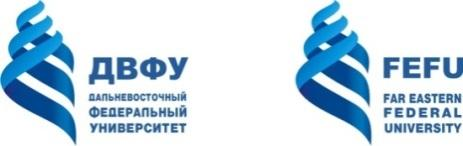 ДВФУ
ДАЛЬНЕВОСТОЧНЫЙ
ФЕДЕРАЛЬНЫЙ
УНИВЕРСИТЕТ
FEFU
FAR EASTERN
FEDERAL
UNIVERSITY